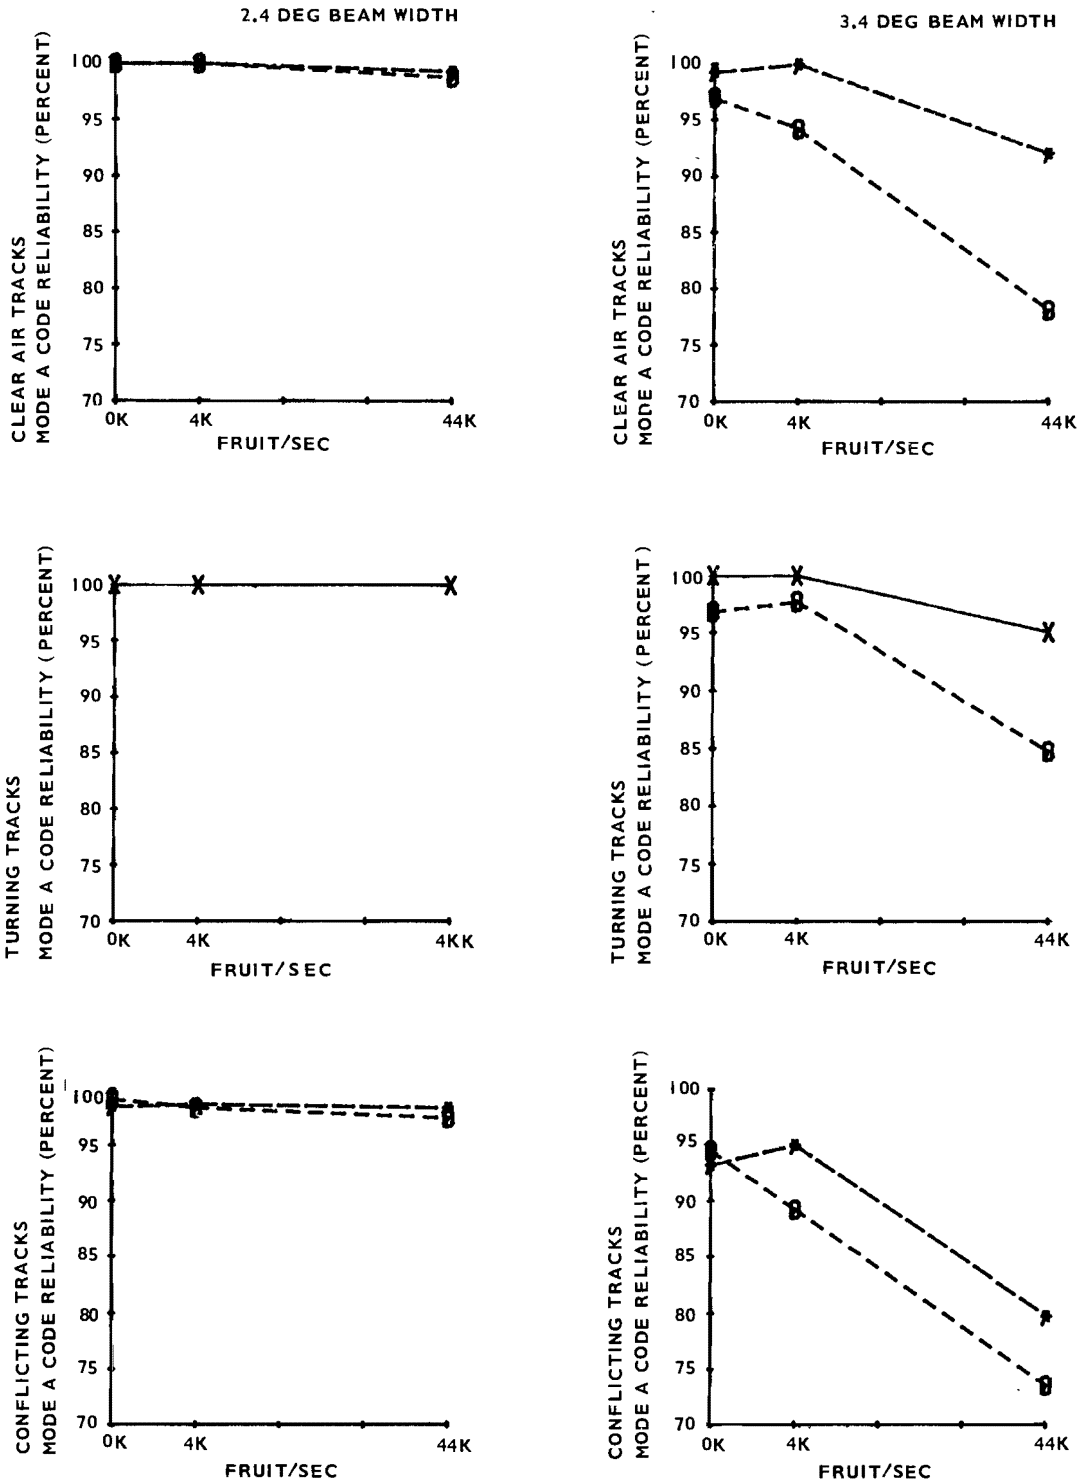 2.4 DEG BEAM WIDTH
CLEAR AIR TRACKS
MODE A CODE RELIABILITY (PERCENT)
100
95
90
85
80
75
70
0K 4K 44K
FRUIT/SEC
3.4 DEG BEAM WIDTH
CLEAR AIR TRACKS
MODE A CODE RELIABILITY (PERCENT)
100
95
90
85
80
75
70
0K 4K 44K
FRUIT/SEC
TURNING TRACKS
MODE A CODE RELIABILITY (PERCENT)
100
95
90
85
80
75
70
0K 4K 4KK
FRUIT/SEC
TURNING TRACKS
MODE A CODE RELIABILITY (PERCENT)
100
95
90
85
80
75
70
0K 4K 44K
FRUIT/SEC
CONFLICTING TRACKS
MODE A CODE RELIABILITY (PERCENT)
100
95
90
85
80
75
70
0K 4K 44K
FRUIT/SEC
CONFLICTING TRACKS
MODE A CODE RELIABILITY (PERCENT)
100
95
90
85
80
75
70
0K 4K 44K
FRUIT/SEC